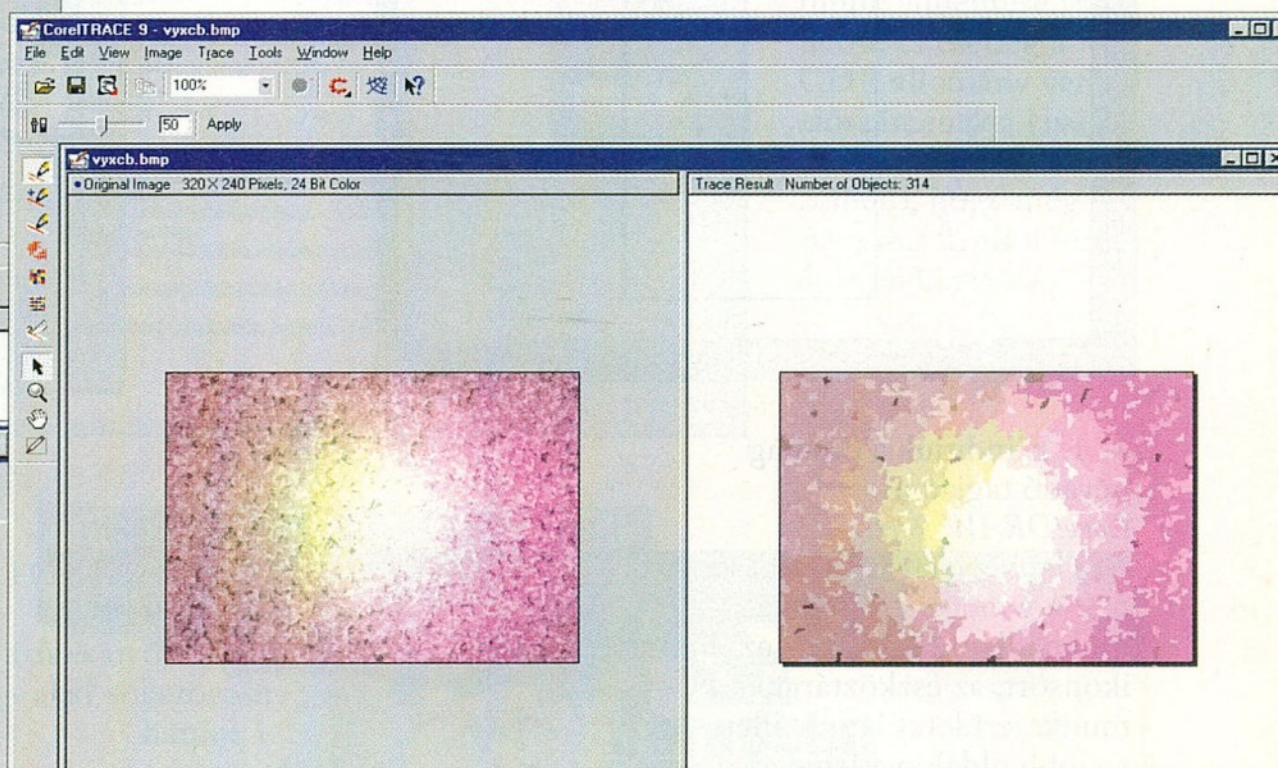 CorelTRACE 9 - vyxcb.bmp
File Edit View Image Trace Tools Window Help
100%
50 Apply
vyxcb.bmp
Original Image 320 X 240 Pixels, 24 Bit Color
Trace Result Number of Objects: 314